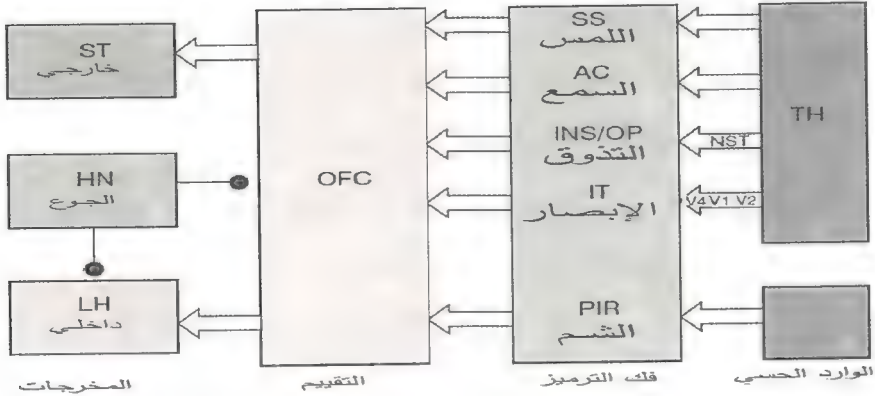 ST
خارجي
HN
الجوع
LH
داخلي
OFC
SS
اللمس
AC
السمع
INS/OP
التذوق
IT
الإبصار
PIR
الشم
TH
NST
V4 V1 V2
المخرجات
التقييم
فك الترميز
الوارد الحسي